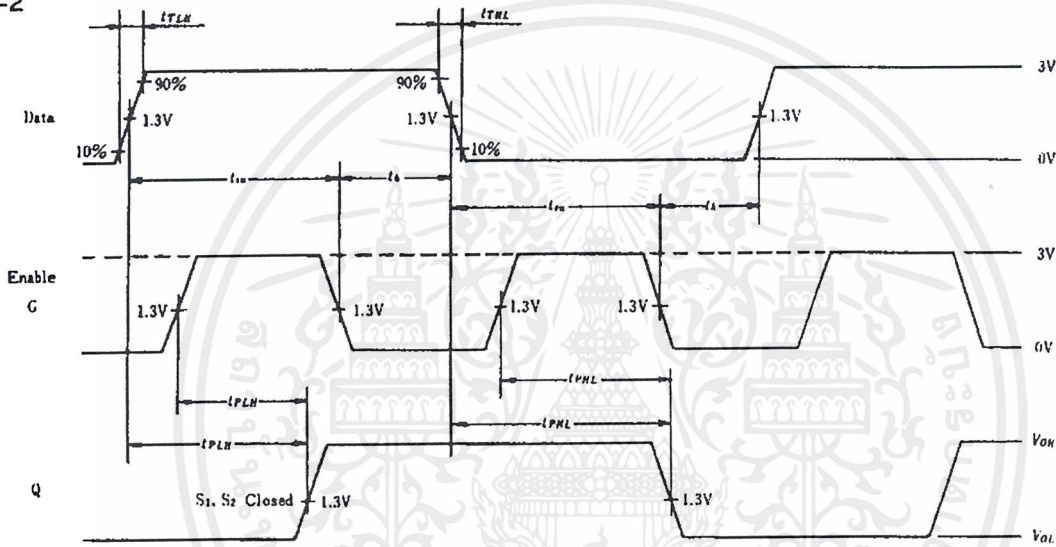 -2
tTLH tTHL
90% 90% 3V
Data 1.3V 1.3V 1.3V
10% 10% 0V
tsu th
tsu th
3V
Enable
G 1.3V 1.3V 1.3V 1.3V
0V
tPLH tPHL
tPLH tPHL
VOH
Q S1, S2 Closed 1.3V 1.3V
VOL